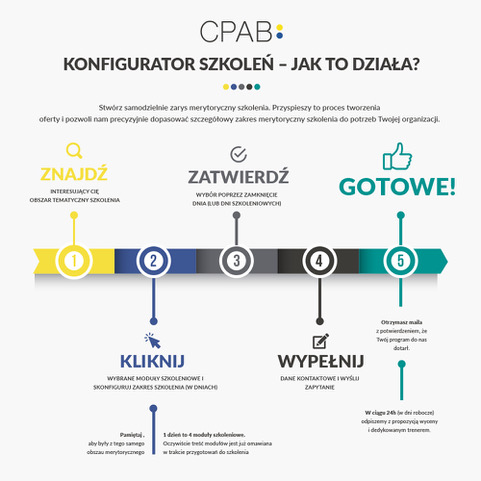 CPAB
KONFIGURATOR SZKOLEŃ – JAK TO DZIAŁA?
Stwórz samodzielnie zarys merytoryczny szkolenia. Przyspieszy to proces tworzenia
oferty i pozwoli nam precyzyjnie dopasować szczegółowy zakres merytoryczny szkolenia do potrzeb Twojej organizacji.
ZNAJDŹ
INTERESUJĄCY CIĘ
OBSZAR TEMATYCZNY SZKOLENIA
ZATWIERDŹ
WYBÓR POPRZEZ ZAMKNIĘCIE
DNIA (LUB DNI SZKOLENIOWYCH)
GOTOWE!
1
2
3
4
5
KLIKNIJ
WYBRANE MODUŁY SZKOLENIOWE I
SKONFIGURUJ ZAKRES SZKOLENIA (W DNIACH)
Pamiętaj,
aby były z tego samego
obszau merytorycznego
1 dzień to 4 moduły szkoleniowe.
Oczywiście treść modułów jest już omawiana
w trakcie przygotowań do szkolenia
WYPEŁNIJ
DANE KONTAKTOWE I WYŚLIJ
ZAPYTANIE
Otrzymasz maila
z potwierdzeniem, że
Twój program do nas
dotarł.
W ciągu 24h (w dni robocze)
odpiszemy z propozycją wyceny
i dedykowanym trenerem.